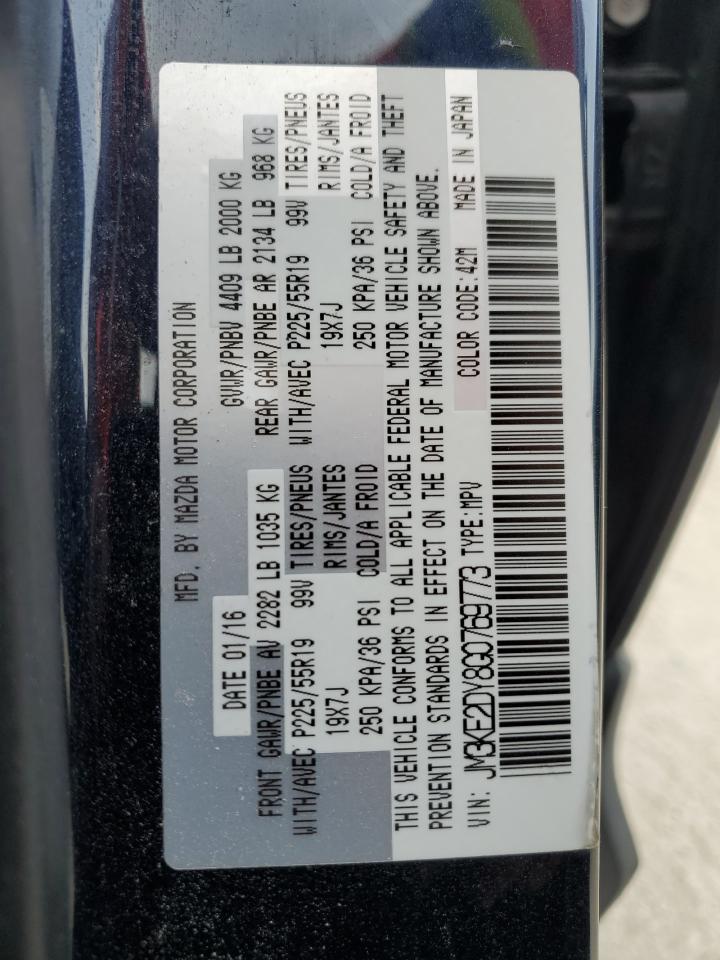 MFD. BY MAZDA MOTOR CORPORATION
DATE 01/16 GVWR/PNBV 4409 LB 2000 KG
FRONT GAWR/PNBE AV 2282 LB 1035 KG REAR GAWR/PNBE AR 2134 LB 968 KG
WITH/AVEC P225/55R19 99V TIRES/PNEUS WITH/AVEC P225/55R19 99V TIRES/PNEUS
19X7J RIMS/JANTES 19X7J RIMS/JANTES
250 KPA/36 PSI COLD/A FROID 250 KPA/36 PSI COLD/A FROID
THIS VEHICLE CONFORMS TO ALL APPLICABLE FEDERAL MOTOR VEHICLE SAFETY AND THEFT
PREVENTION STANDARDS IN EFFECT ON THE DATE OF MANUFACTURE SHOWN ABOVE.
COLOR CODE:42M MADE IN JAPAN
VIN: JM3KE2DY8G0769773 TYPE:MPV